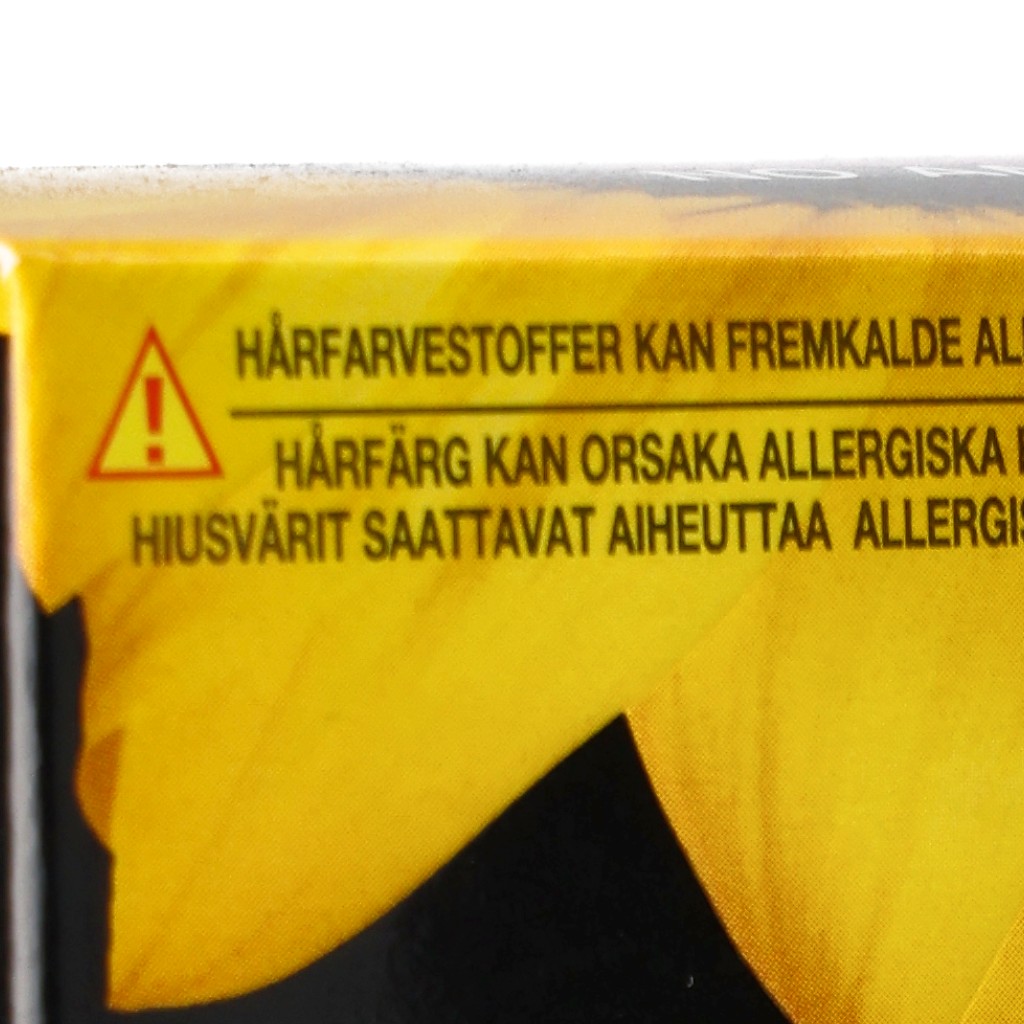 HÅRFARVESTOFFER KAN FREMKALDE
HÅRFÄRG KAN ORSAKA ALLERGISKA
HIUSVÄRIT SAATTAVAT AIHEUTTAA